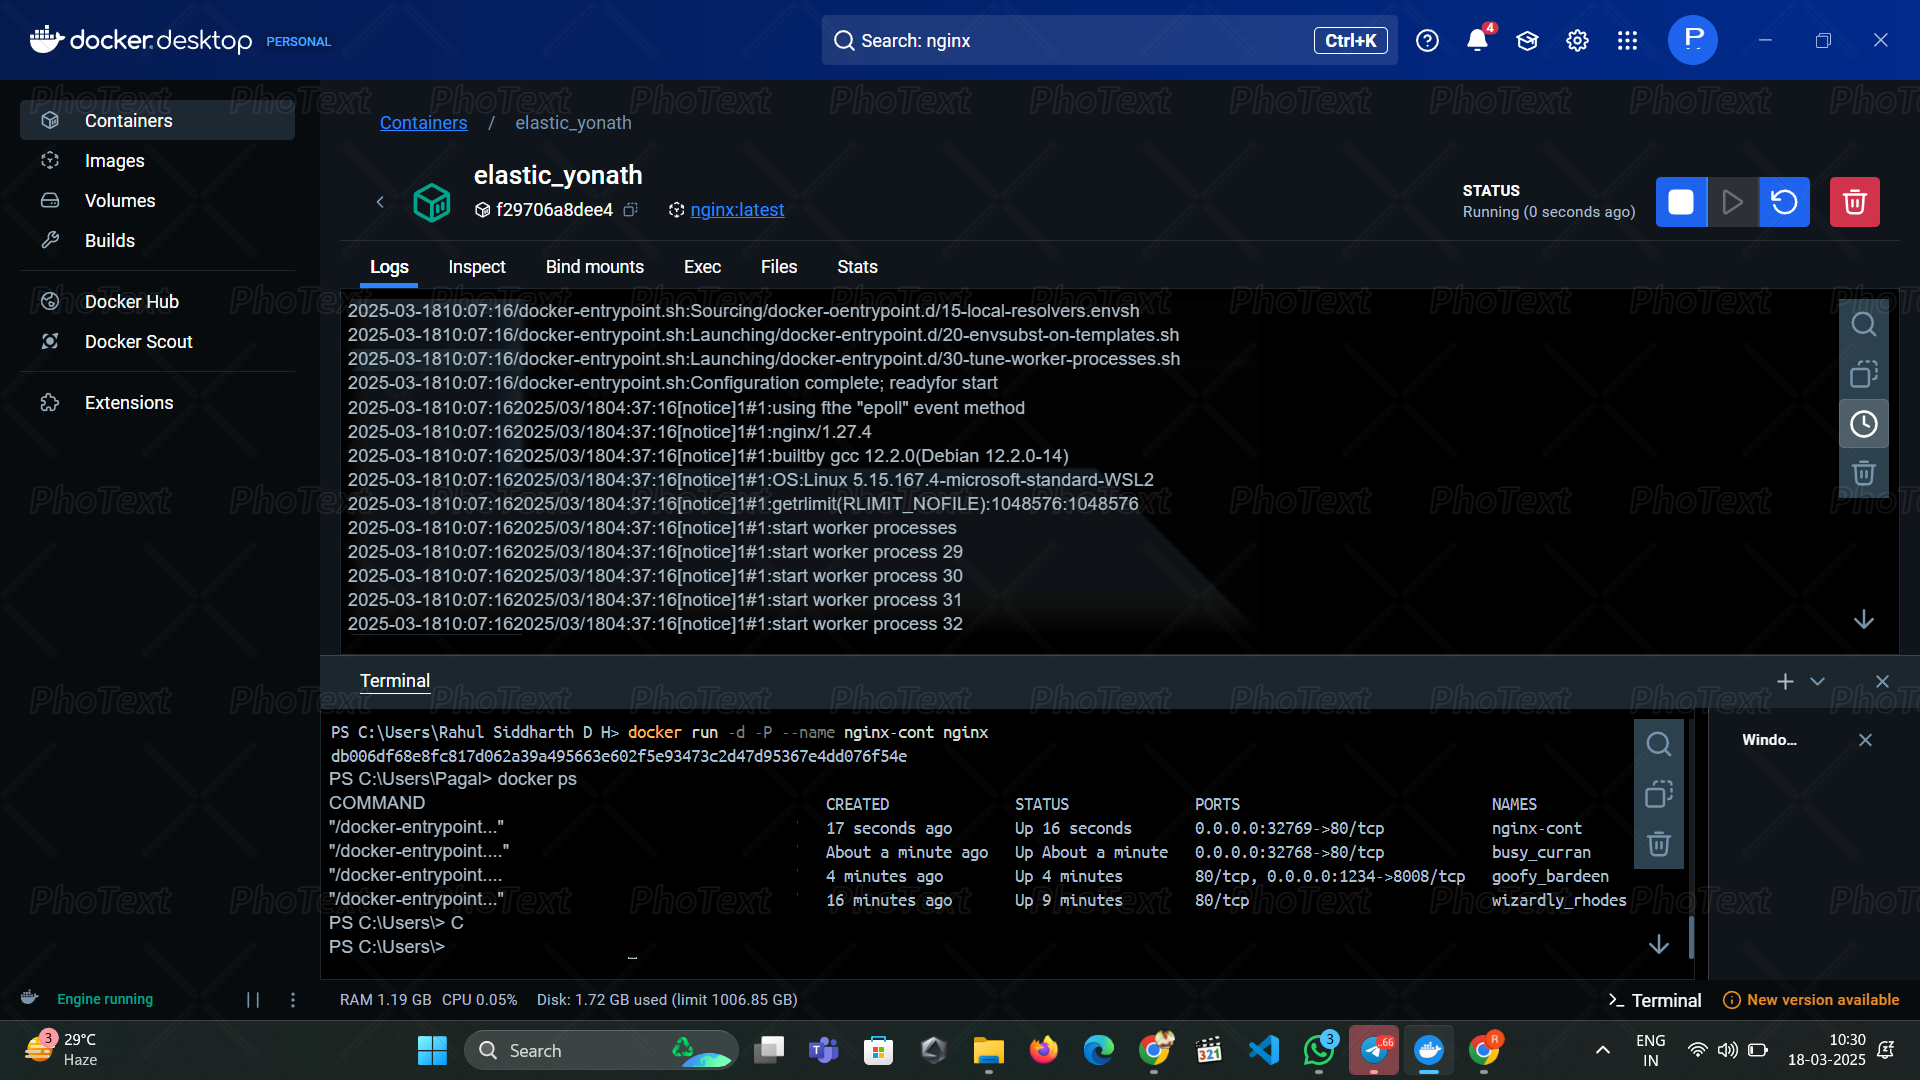 docker.desktop PERSONAL
Search: nginx Ctrl+K
4
P
Containers
Images
Volumes
Builds
Docker Hub
Docker Scout
Extensions
Containers / elastic_yonath
elastic_yonath
f29706a8dee4 nginx:latest
STATUS
Running (0 seconds ago)
Logs Inspect Bind mounts Exec Files Stats
2025-03-1810:07:16/docker-entrypoint.sh:Sourcing/docker-oentrypoint.d/15-local-resolvers.envsh
2025-03-1810:07:16/docker-entrypoint.sh:Launching/docker-entrypoint.d/20-envsubst-on-templates.sh
2025-03-1810:07:16/docker-entrypoint.sh:Launching/docker-entrypoint.d/30-tune-worker-processes.sh
2025-03-1810:07:16/docker-entrypoint.sh:Configuration complete; readyfor start
2025-03-1810:07:162025/03/1804:37:16[notice]1#1:using fthe "epoll" event method
2025-03-1810:07:162025/03/1804:37:16[notice]1#1:nginx/1.27.4
2025-03-1810:07:162025/03/1804:37:16[notice]1#1:builtby gcc 12.2.0(Debian 12.2.0-14)
2025-03-1810:07:162025/03/1804:37:16[notice]1#1:OS:Linux 5.15.167.4-microsoft-standard-WSL2
2025-03-1810:07:162025/03/1804:37:16[notice]1#1:getrlimit(RLIMIT_NOFILE):1048576:1048576
2025-03-1810:07:162025/03/1804:37:16[notice]1#1:start worker processes
2025-03-1810:07:162025/03/1804:37:16[notice]1#1:start worker process 29
2025-03-1810:07:162025/03/1804:37:16[notice]1#1:start worker process 30
2025-03-1810:07:162025/03/1804:37:16[notice]1#1:start worker process 31
2025-03-1810:07:162025/03/1804:37:16[notice]1#1:start worker process 32
Terminal
PS C:\Users\Rahul Siddharth D H> docker run -d -P --name nginx-cont nginx
db006df68e8fc817d062a39a495663e602f5e93473c2d47d95367e4dd076f54e
PS C:\Users\Pagal> docker ps
COMMAND CREATED STATUS PORTS NAMES
"/docker-entrypoint..." 17 seconds ago Up 16 seconds 0.0.0.0:32769->80/tcp nginx-cont
"/docker-entrypoint...." About a minute ago Up About a minute 0.0.0.0:32768->80/tcp busy_curran
"/docker-entrypoint.... 4 minutes ago Up 4 minutes 80/tcp, 0.0.0.0:1234->8008/tcp goofy_bardeen
"/docker-entrypoint..." 16 minutes ago Up 9 minutes 80/tcp wizardly_rhodes
PS C:\Users\> C
PS C:\Users\>
Windo...
Engine running
RAM 1.19 GB CPU 0.05% Disk: 1.72 GB used (limit 1006.85 GB)
Terminal New version available
3 29°C
Haze
Search
321
3
66
R
ENG
IN
10:30
18-03-2025
PhoText